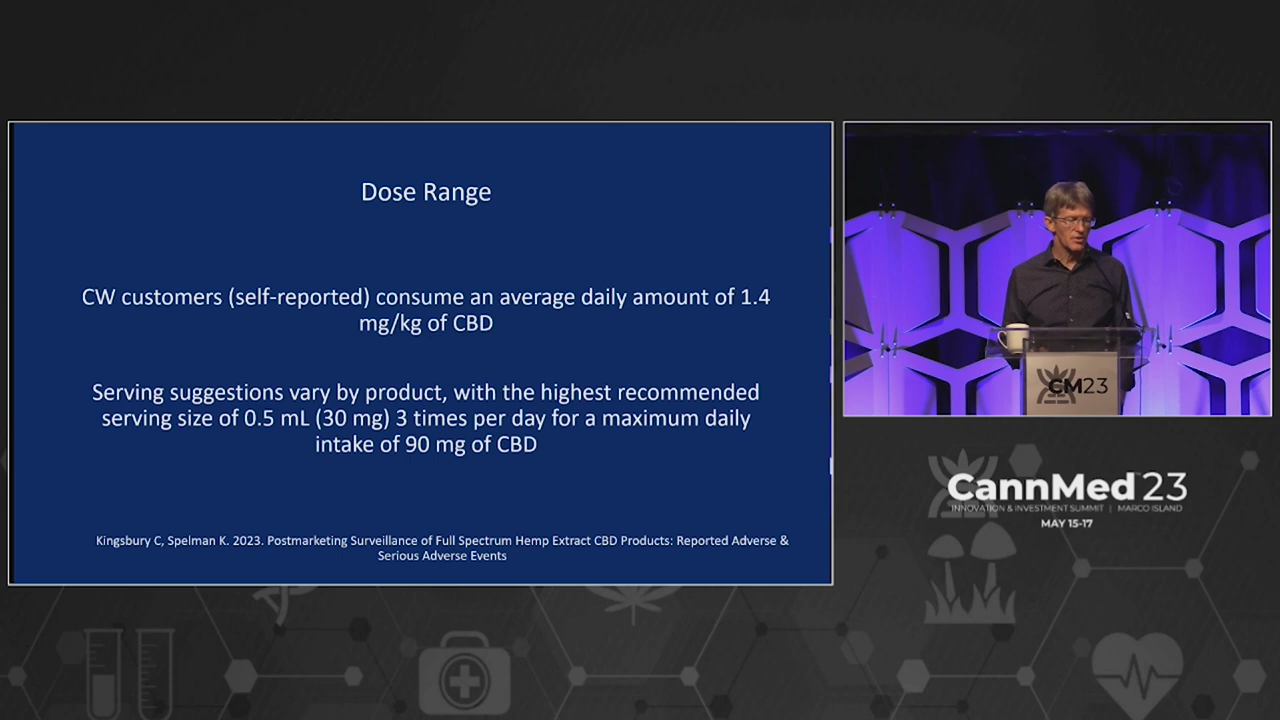 Dose Range
CW customers (self-reported) consume an average daily amount of 1.4
mg/kg of CBD
Serving suggestions vary by product, with the highest recommended
serving size of 0.5 mL (30 mg) 3 times per day for a maximum daily
intake of 90 mg of CBD
Kingsbury C, Spelman K. 2023. Postmarketing Surveillance of Full Spectrum Hemp Extract CBD Products: Reported Adverse &
Serious Adverse Events
CM23
CannMed 23
INNOVATION & INVESTMENT SUMMIT | MARCO ISLAND
MAY 15-17